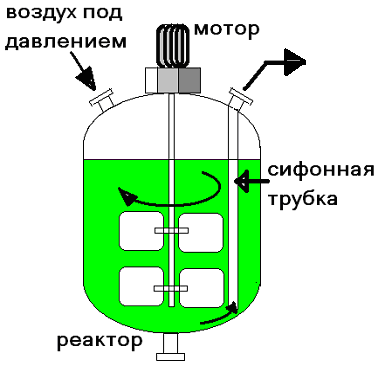 воздух под
давлением
мотор
сифонная
трубка
реактор